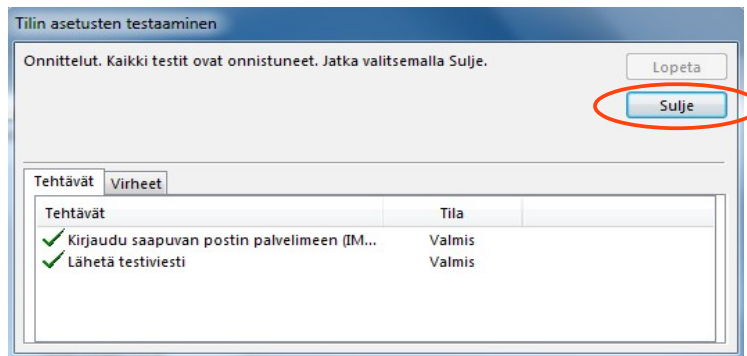 Tilin asetusten testaaminen
Onnittelut. Kaikki testit ovat onnistuneet. Jatka valitsemalla Sulje.
Lopeta
Sulje
Tehtävät Virheet
Tehtävät Tila
Kirjaudu saapuvan postin palvelimeen (IM... Valmis
Lähetä testiviesti Valmis